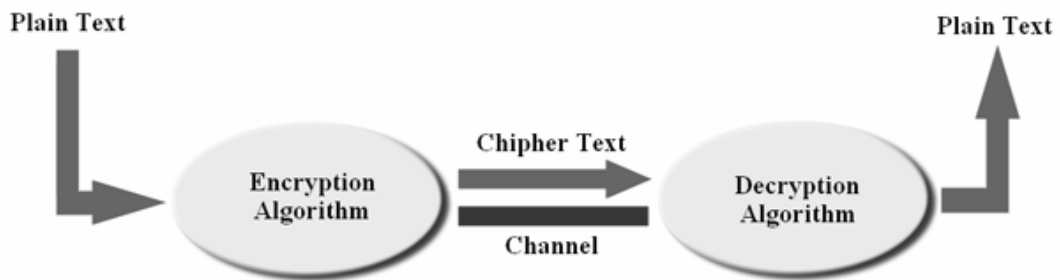 Plain Text
Plain Text
Chipher Text
Encryption
Algorithm
Decryption
Algorithm
Channel